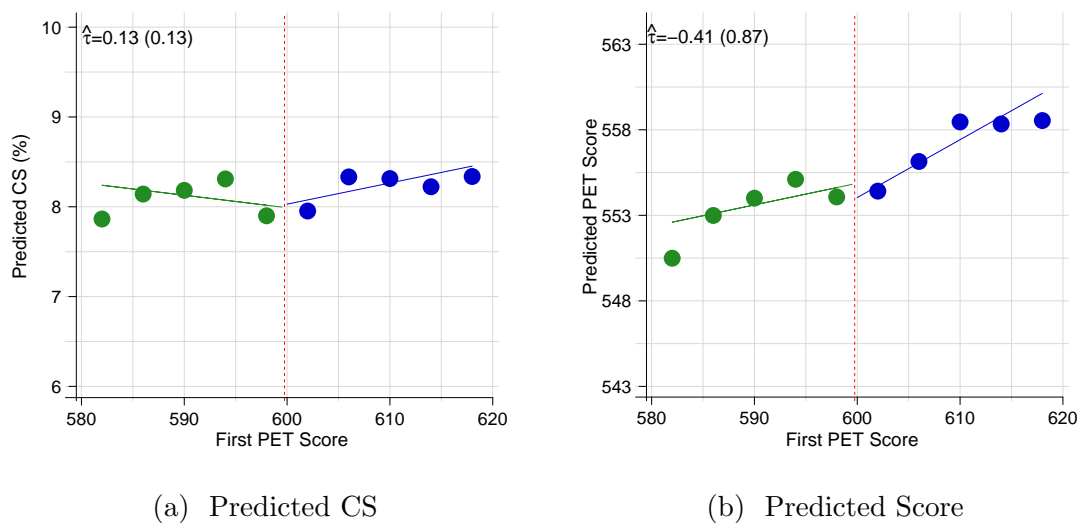 τ̂=0.13 (0.13)
Predicted CS (%)
10
9
8
7
6
580 590 600 610 620
First PET Score
(a) Predicted CS
τ̂=−0.41 (0.87)
Predicted PET Score
563
558
553
548
543
580 590 600 610 620
First PET Score
(b) Predicted Score